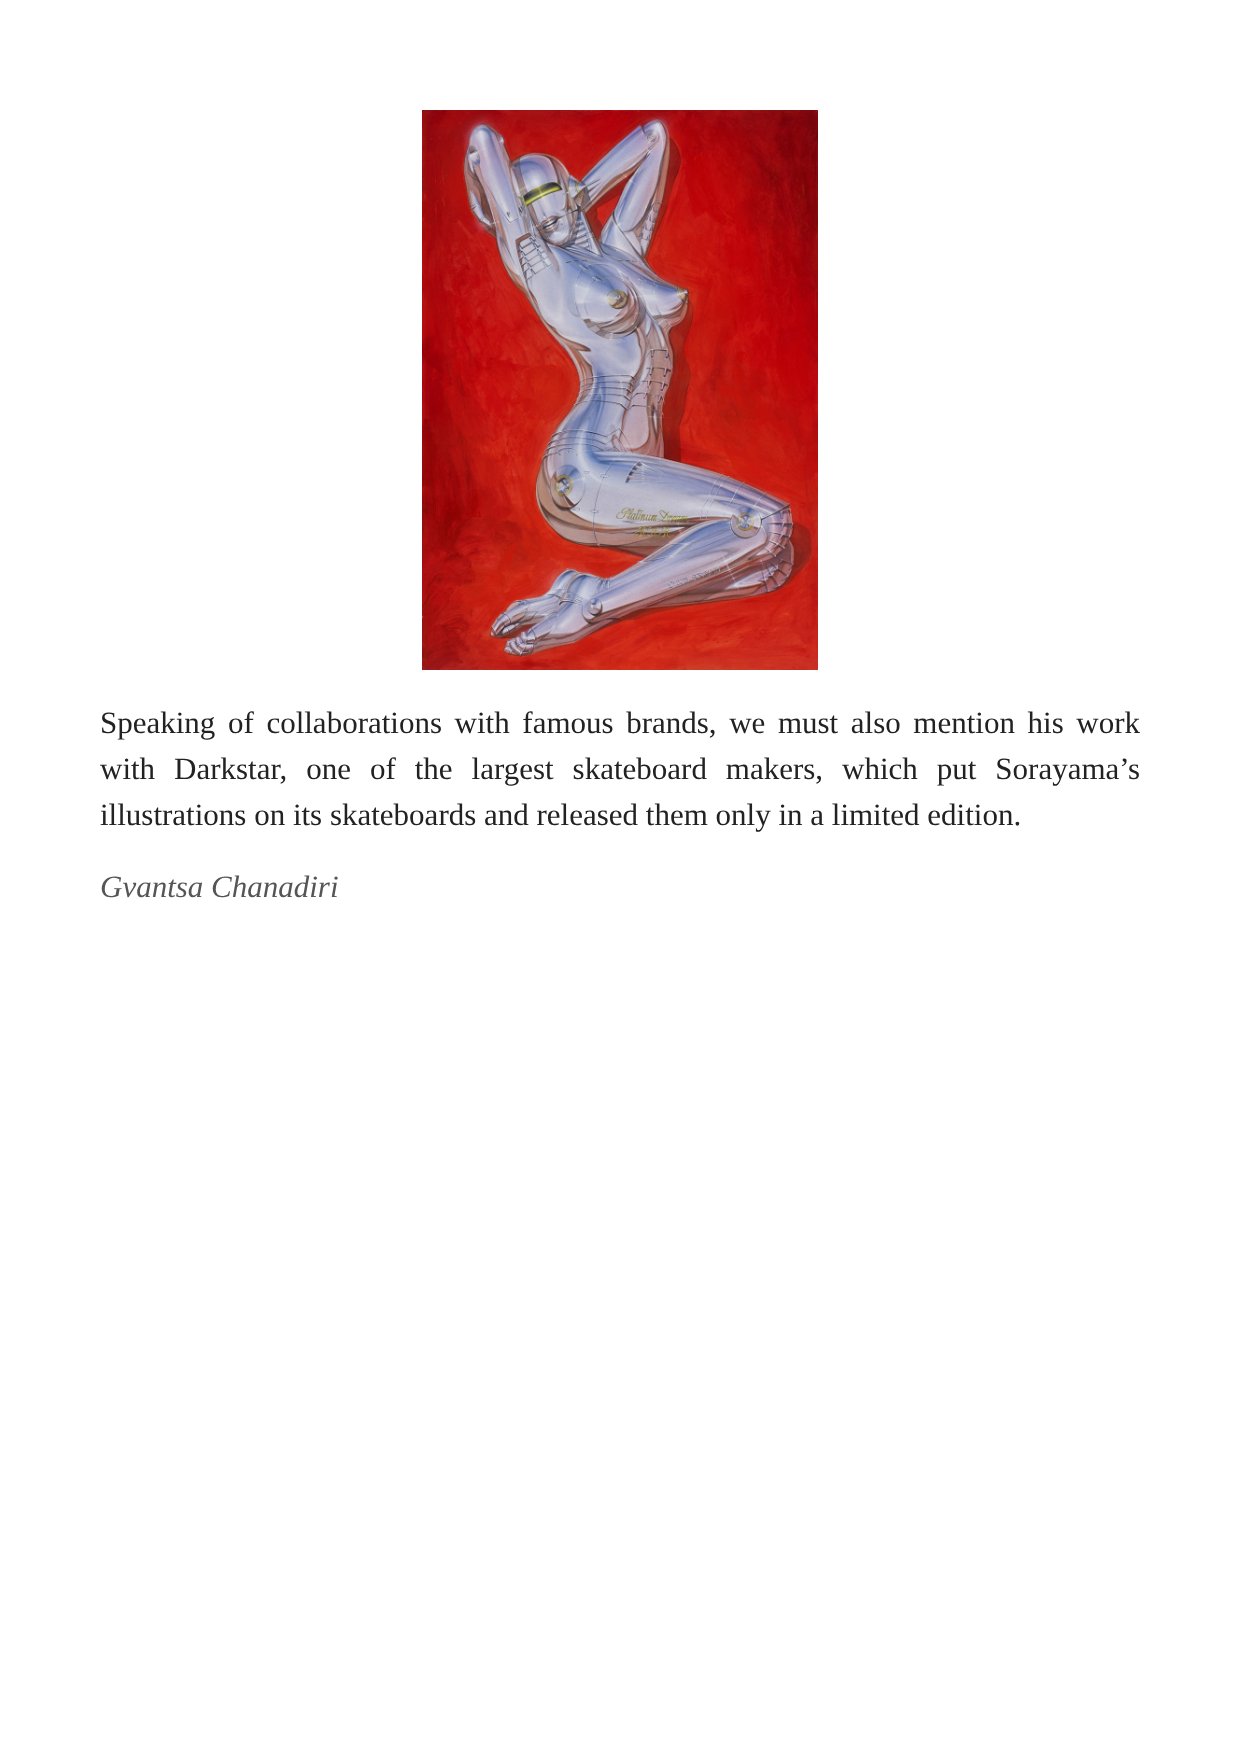 Platinum
Speaking of collaborations with famous brands, we must also mention his work
with Darkstar, one of the largest skateboard makers, which put Sorayama’s
illustrations on its skateboards and released them only in a limited edition.
Gvantsa Chanadiri